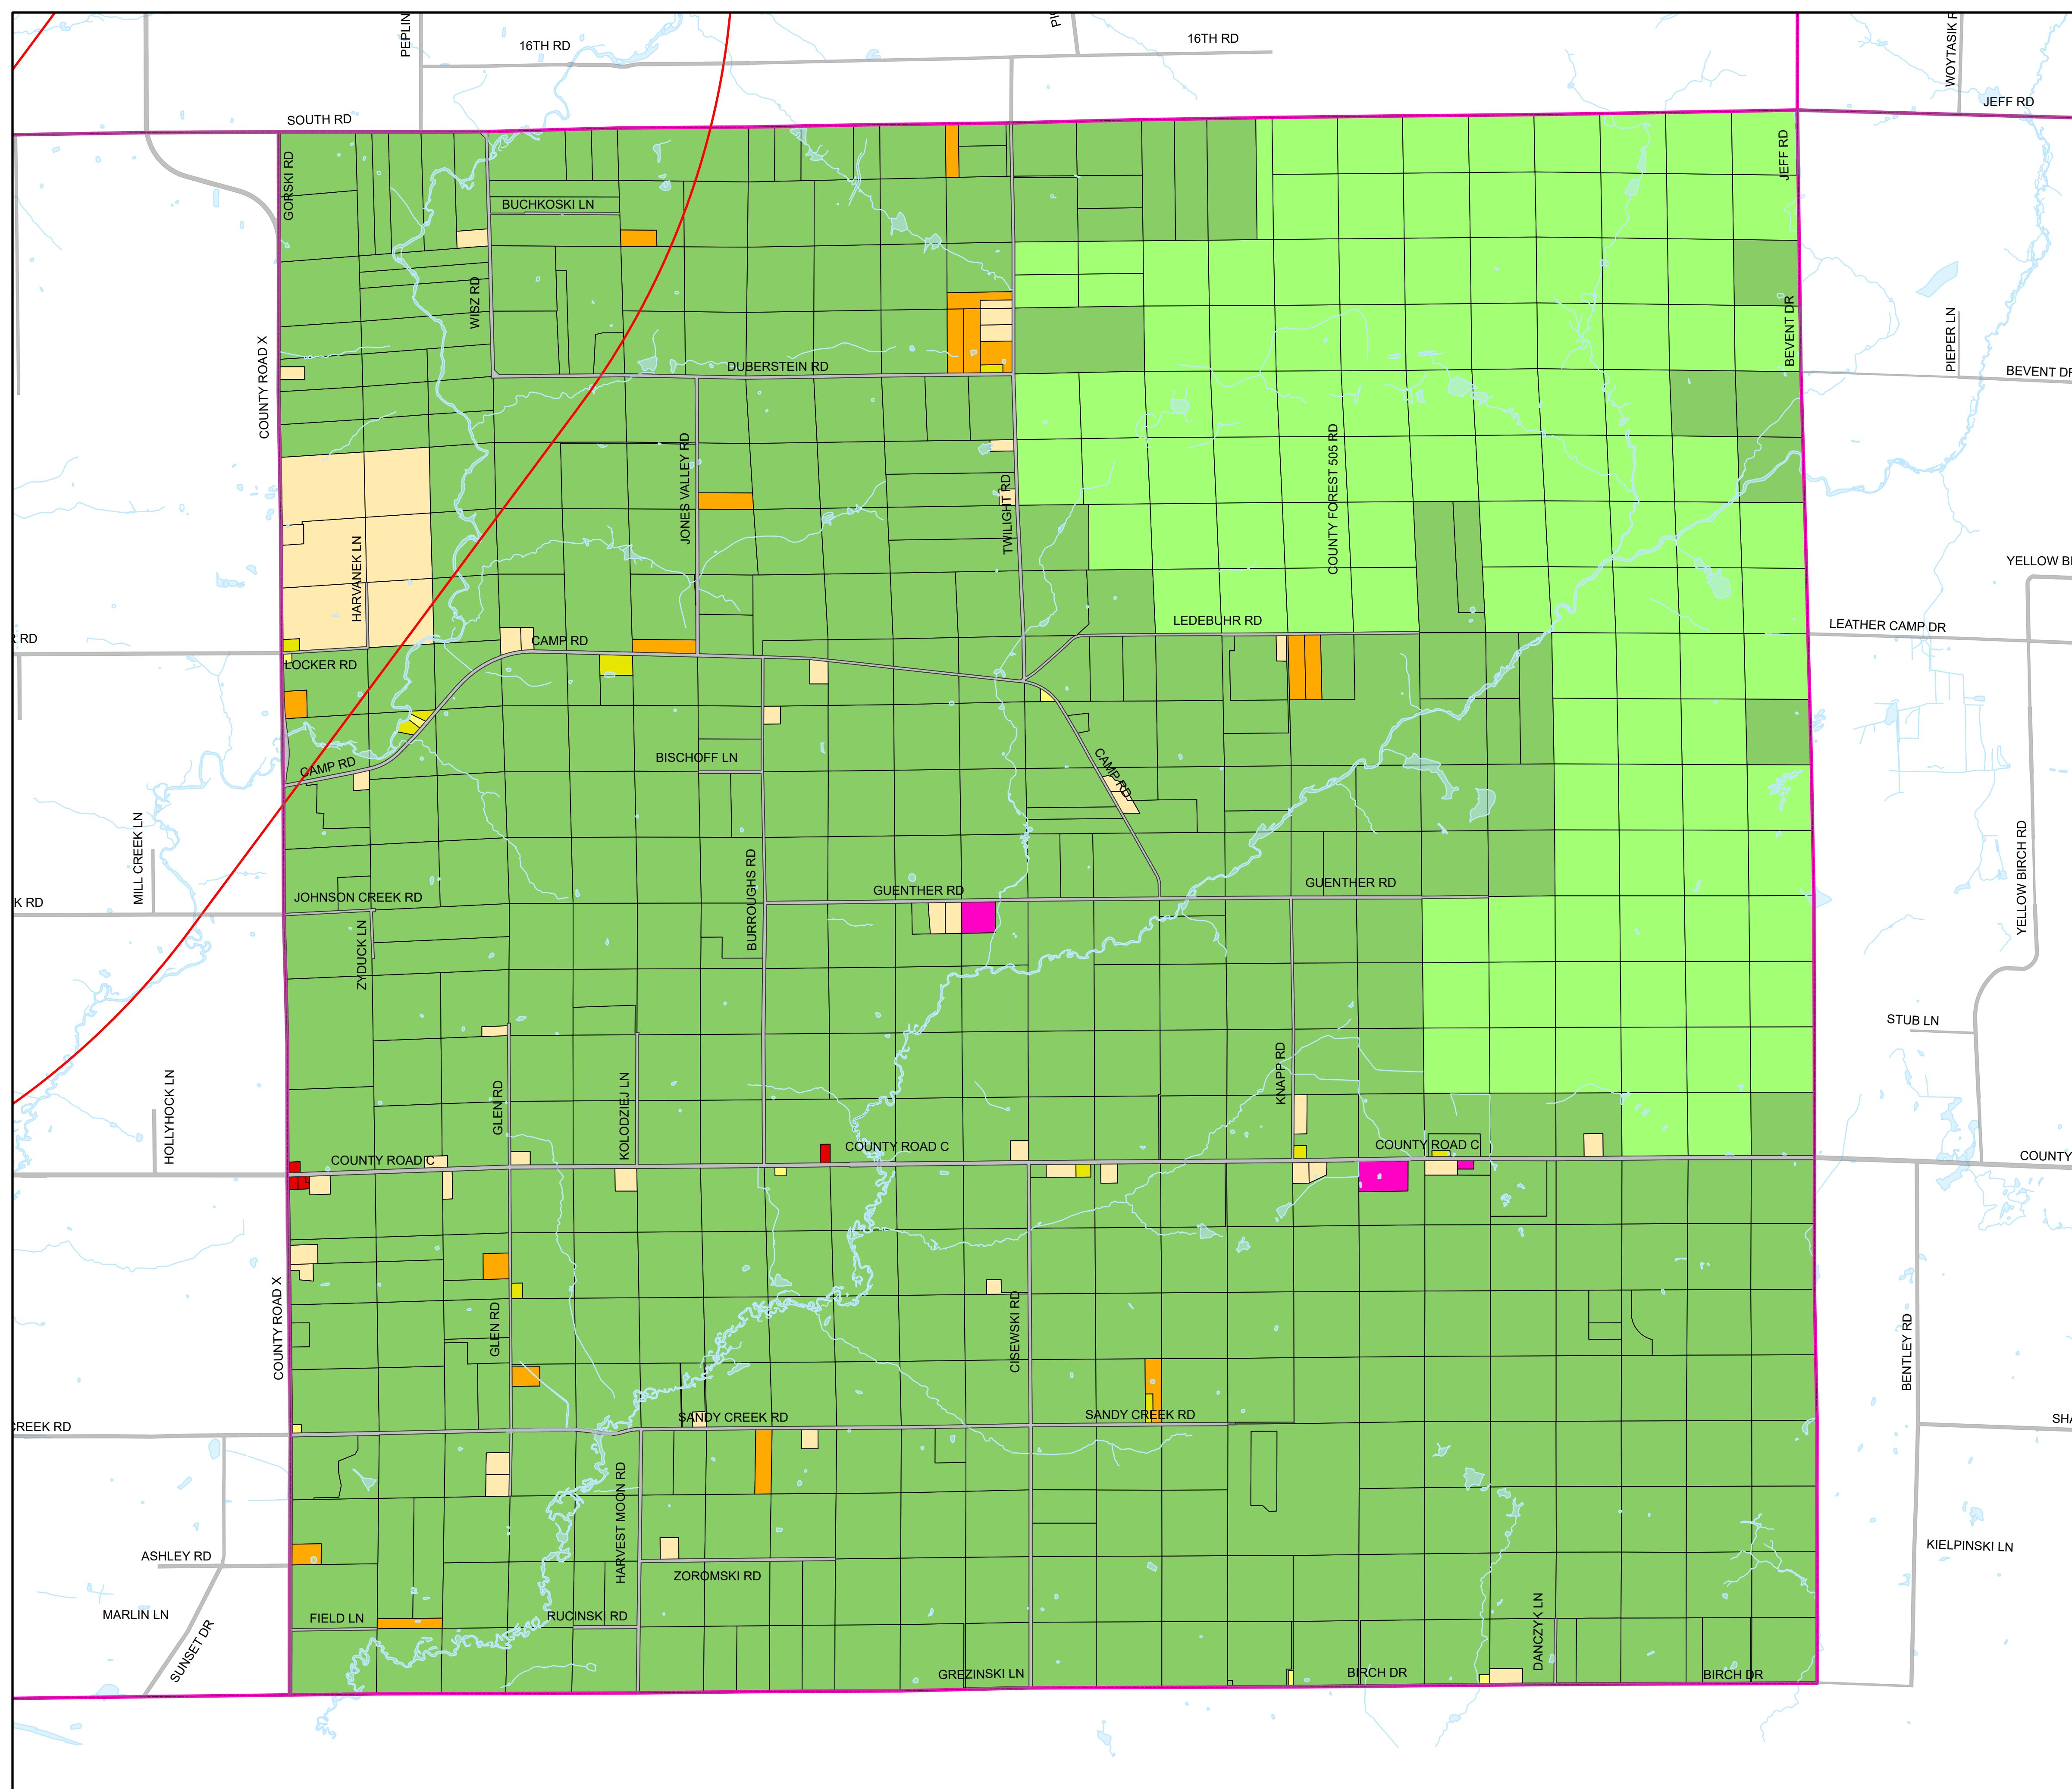 PEPLIN
16TH RD
16TH RD
WOYTASIK R
SOUTH RD
JEFF RD
GORSKI RD
JEFF RD
BUCHKOSKI LN
WISZ RD
BEVENT DR
PIEPER LN
COUNTY ROAD X
DUBERSTEIN RD
BEVENT DR
JONES VALLEY RD
TWILIGHT RD
COUNTY FOREST 505 RD
HARVANEK LN
YELLOW BI
R RD
CAMP RD
LEDEBUHR RD
LEATHER CAMP DR
LOCKER RD
BISCHOFF LN
CAMP RD
CAMP RD
MILL CREEK LN
BURROUGHS RD
YELLOW BIRCH RD
JOHNSON CREEK RD
GUENTHER RD
GUENTHER RD
K RD
ZYDUCK LN
STUB LN
HOLLYHOCK LN
GLEN RD
KOLODZIEJ LN
KNAPP RD
COUNTY ROAD C
COUNTY ROAD C
COUNTY ROAD C
COUNTY
COUNTY ROAD X
GLEN RD
CISEWSKI RD
BENTLEY RD
CREEK RD
SANDY CREEK RD
SANDY CREEK RD
SHA
HARVEST MOON RD
ASHLEY RD
ZOROMSKI RD
KIELPINSKI LN
MARLIN LN
SUNSET DR
FIELD LN
RUCINSKI RD
DANCZYK LN
GREZINSKI LN
BIRCH DR
BIRCH DR